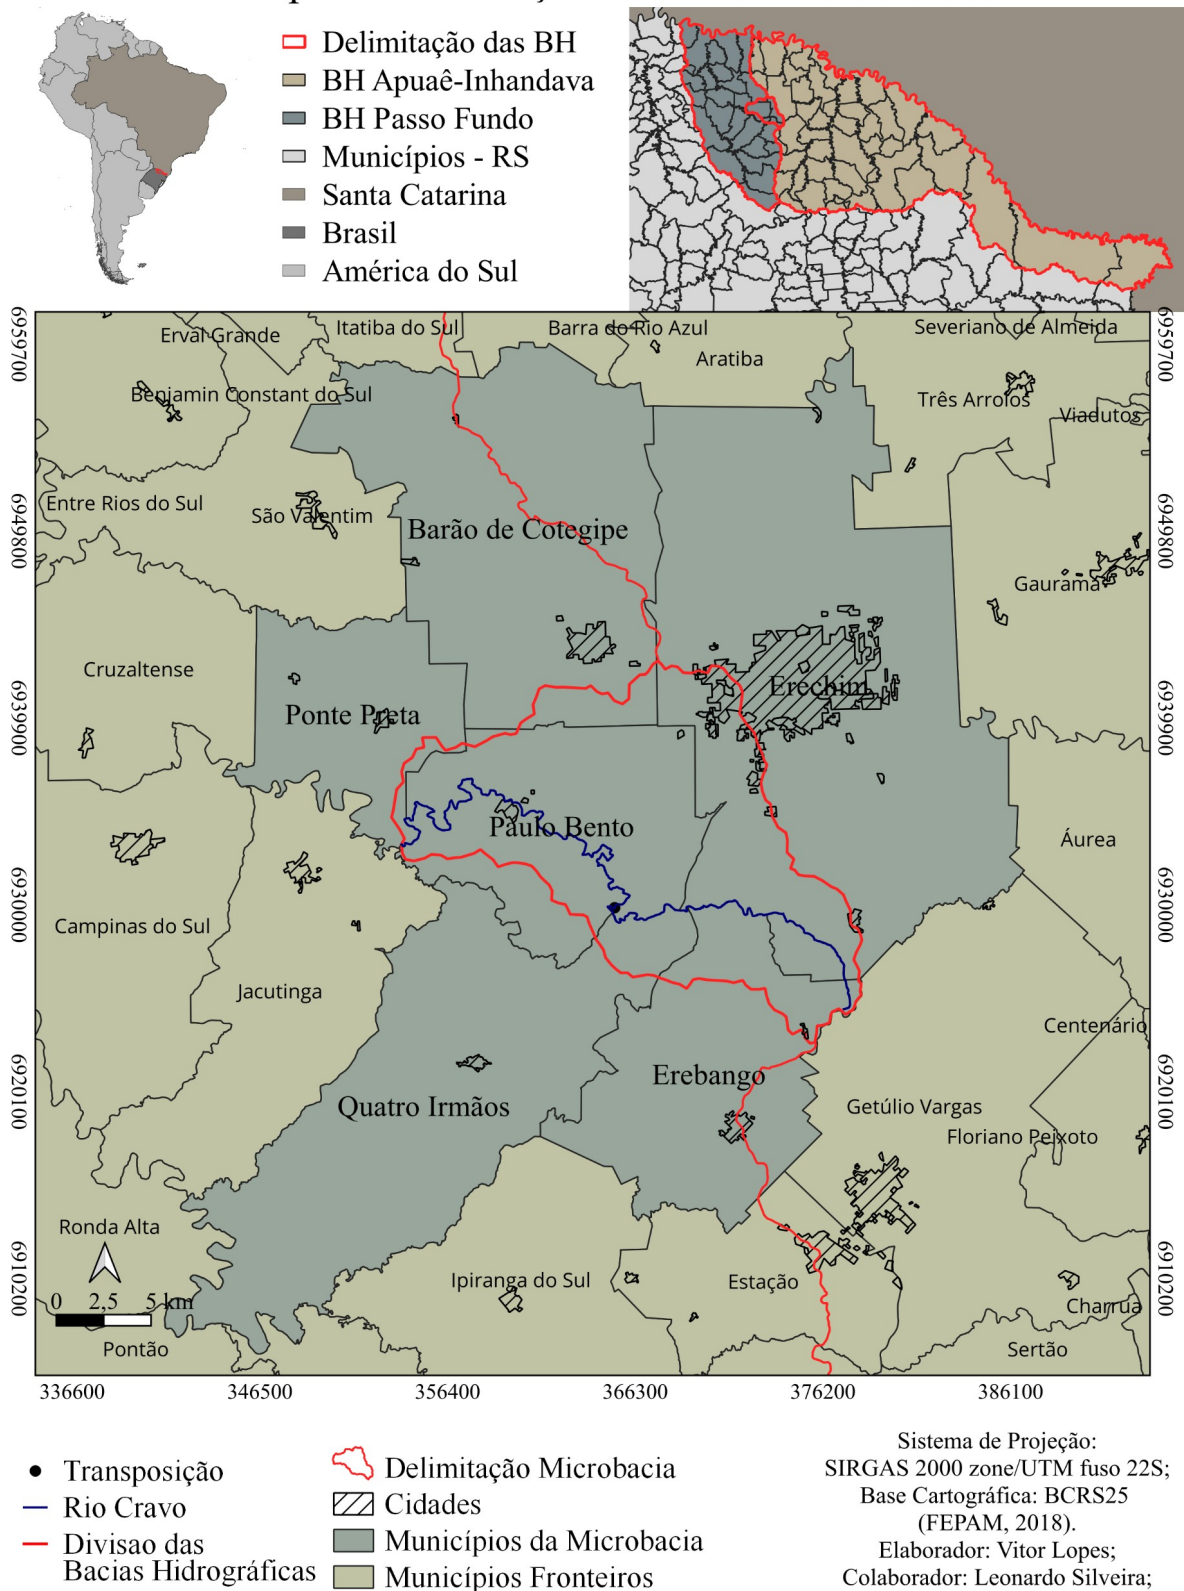 Delimitação das BH
BH Apuaê-Inhandava
BH Passo Fundo
Municípios - RS
Santa Catarina
Brasil
América do Sul
6959700
Erval Grande
Itatiba do Sul
Barra do Rio Azul
Severiano de Almeida
6959700
Aratiba
Benjamin Constant do Sul
Três Arroios
Viadutos
6949800
Entre Rios do Sul
São Valentim
Barão de Cotegipe
6949800
Gaurama
Cruzaltense
Erechim
6939900
Ponte Preta
6939900
Paulo Bento
Áurea
6930000
Campinas do Sul
6930000
Jacutinga
Centenário
6920100
Erebango
6920100
Quatro Irmãos
Getúlio Vargas
Floriano Peixoto
Ronda Alta
6910200
Ipiranga do Sul
Estação
6910200
0 2,5 5 km
Charrua
Pontão
Sertão
336600 346500 356400 366300 376200 386100
Transposição
Rio Cravo
Divisao das
Bacias Hidrográficas
Delimitação Microbacia
Cidades
Municípios da Microbacia
Municípios Fronteiros
Sistema de Projeção:
SIRGAS 2000 zone/UTM fuso 22S;
Base Cartográfica: BCRS25
(FEPAM, 2018).
Elaborador: Vitor Lopes;
Colaborador: Leonardo Silveira;